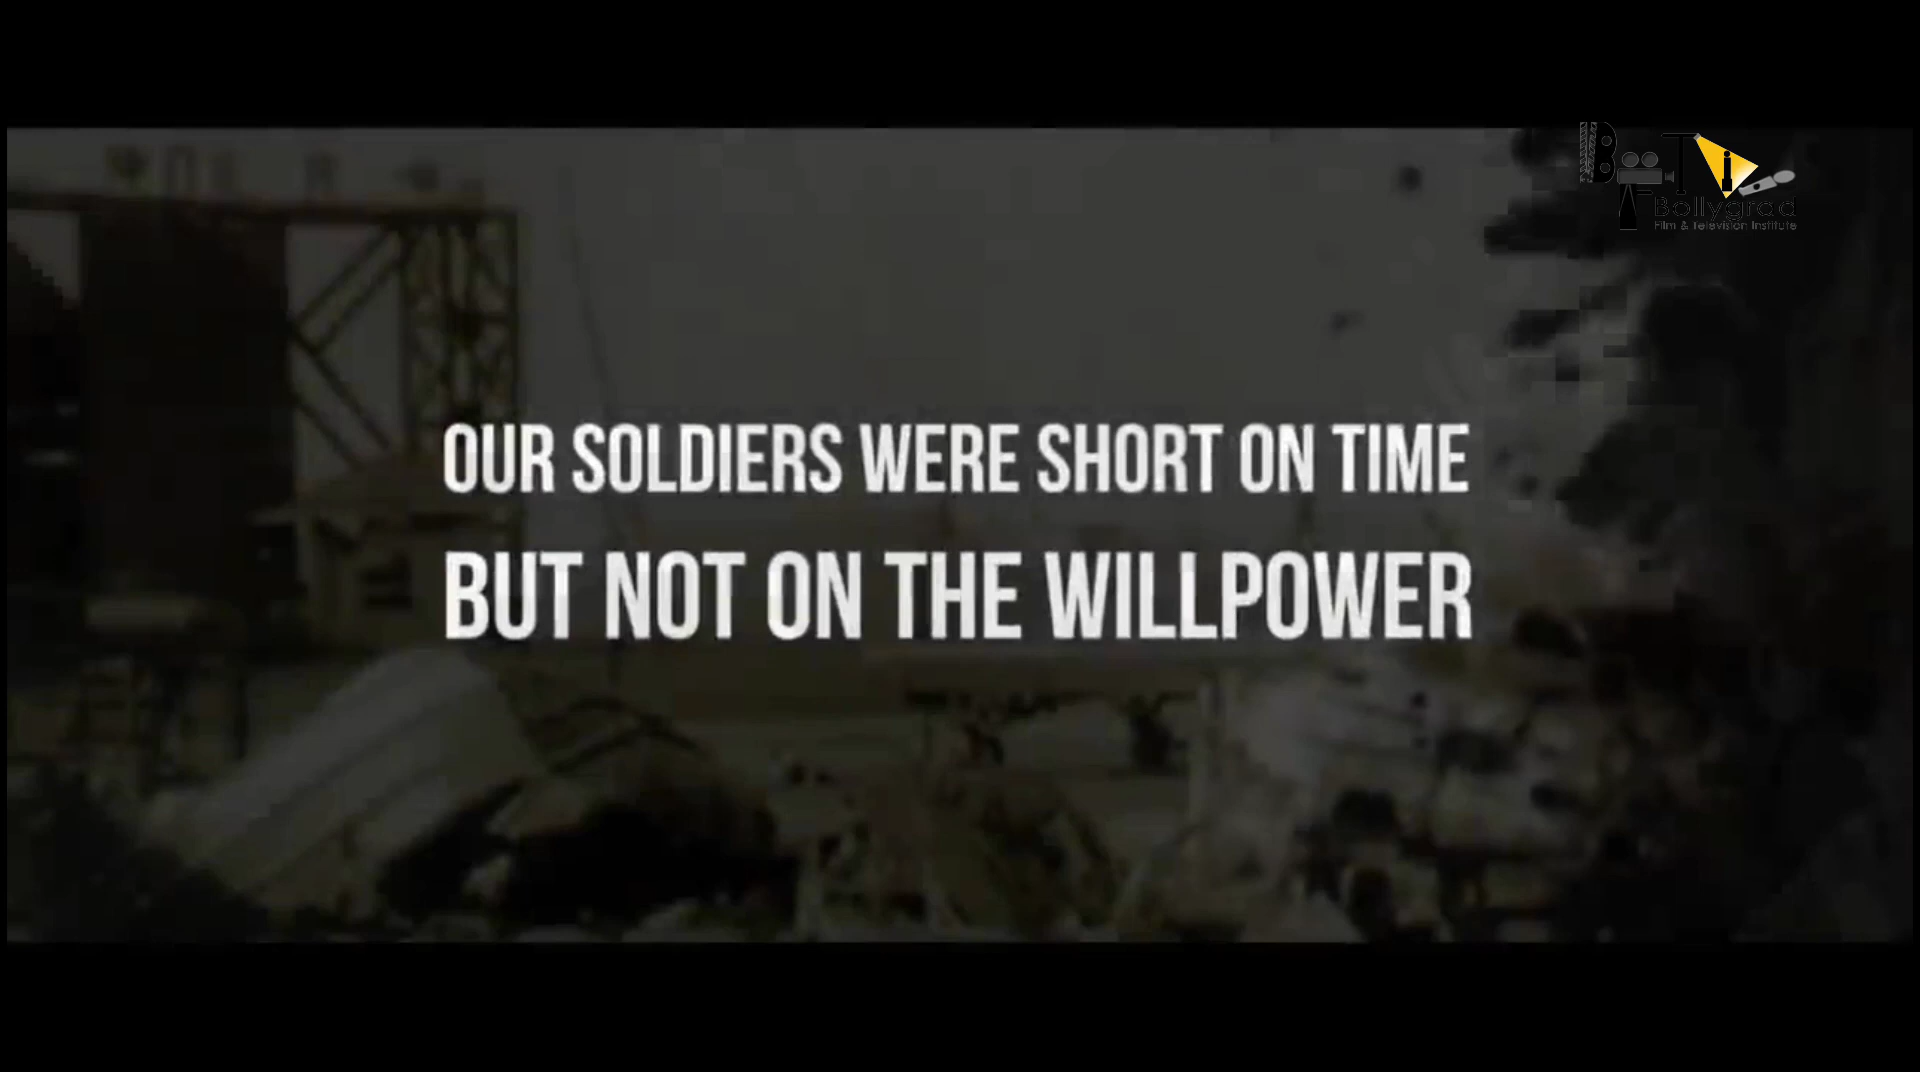 OUR SOLDIERS WERE SHORT ON TIME
BUT NOT ON THE WILLPOWER
Bollygrad
Film & Television Institute